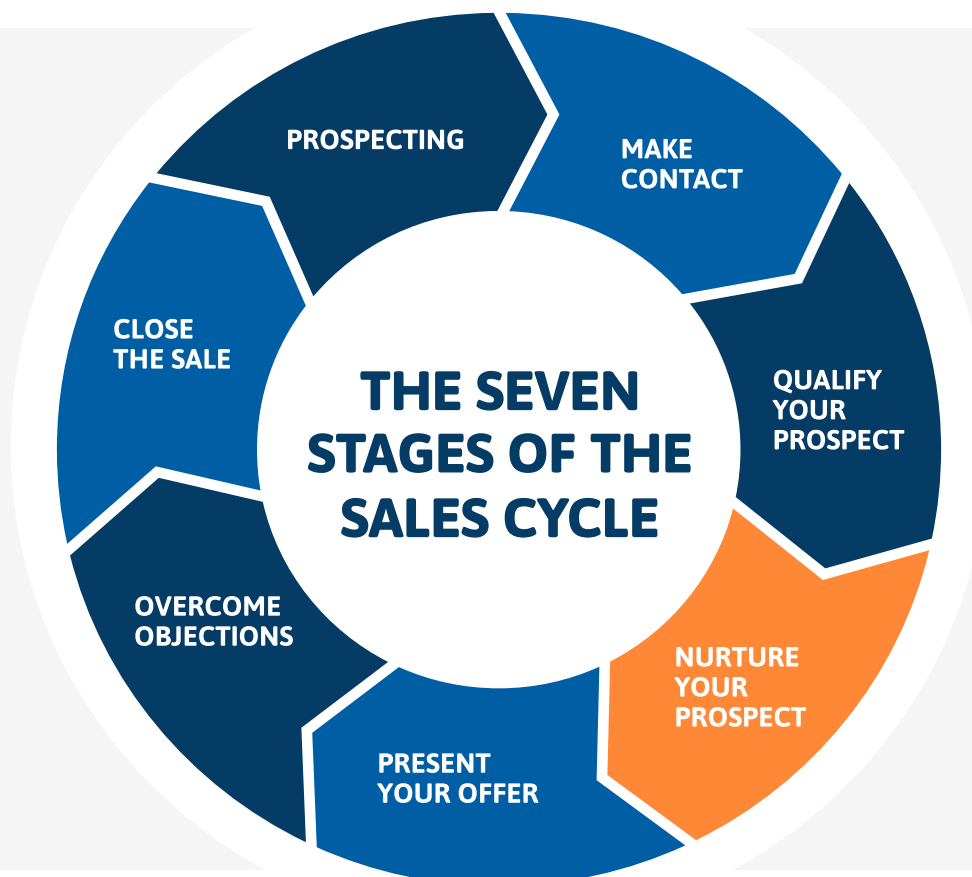 PROSPECTING
MAKE
CONTACT
QUALIFY
YOUR
PROSPECT
NURTURE
YOUR
PROSPECT
PRESENT
YOUR OFFER
OVERCOME
OBJECTIONS
CLOSE
THE SALE
THE SEVEN
STAGES OF THE
SALES CYCLE